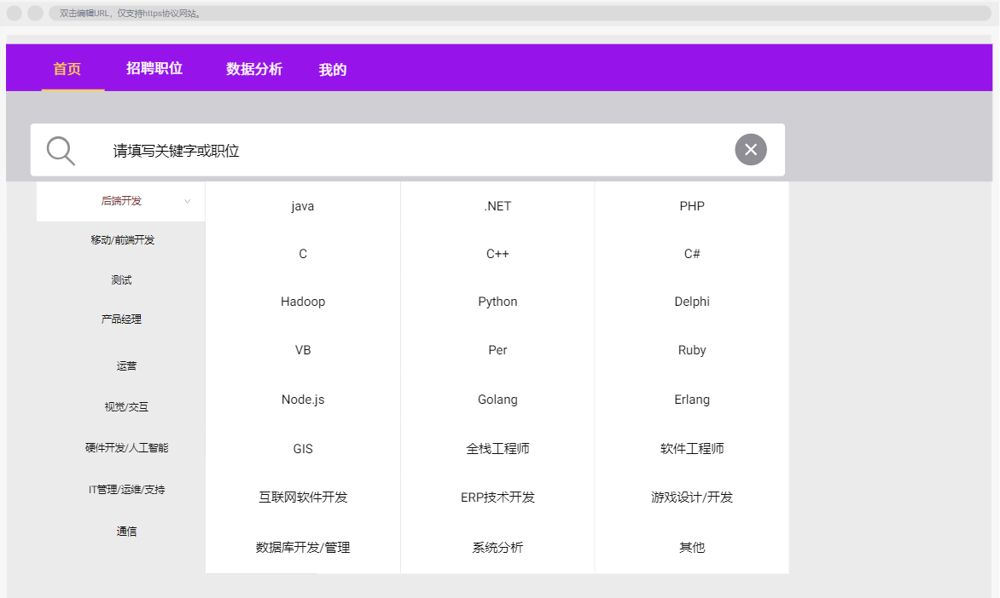 双击编辑URL，仅支持https协议网站。
首页 招聘职位 数据分析 我的
请填写关键字或职位
后端开发
移动/前端开发
测试
产品经理
运营
视觉/交互
硬件开发/人工智能
IT管理/运维/支持
通信
java .NET PHP
C C++ C#
Hadoop Python Delphi
VB Per Ruby
Node.js Golang Erlang
GIS 全栈工程师 软件工程师
互联网软件开发 ERP技术开发 游戏设计/开发
数据库开发/管理 系统分析 其他